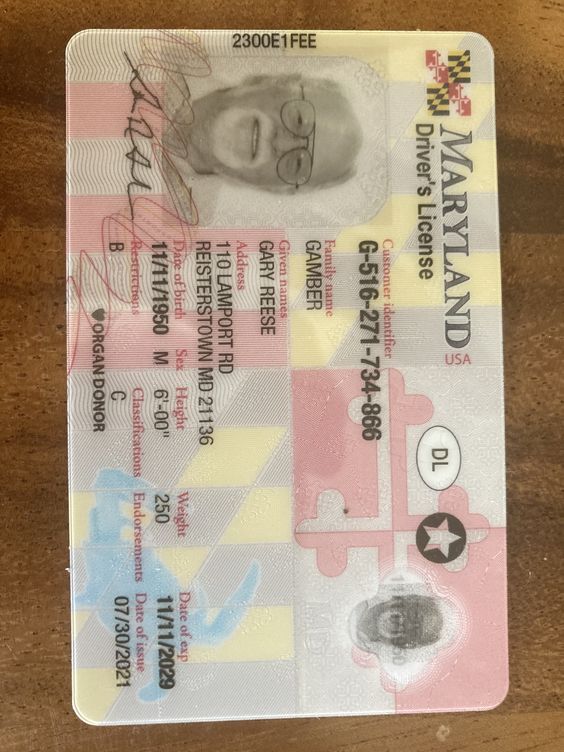 MARYLAND
USA
Driver's License
DL
Customer identifier
G-516-271-734-866
Family name
GAMBER
Given names
GARY REESE
Address
110 LAMPORT RD
REISTERSTOWN MD 21136
Date of birth Sex Height Weight Date of exp
11/11/1950 M 6'-00" 250 11/11/2029
Restrictions Classifications Endorsements Date of issue
B C 07/30/2021
ORGAN DONOR
2300E1FEE